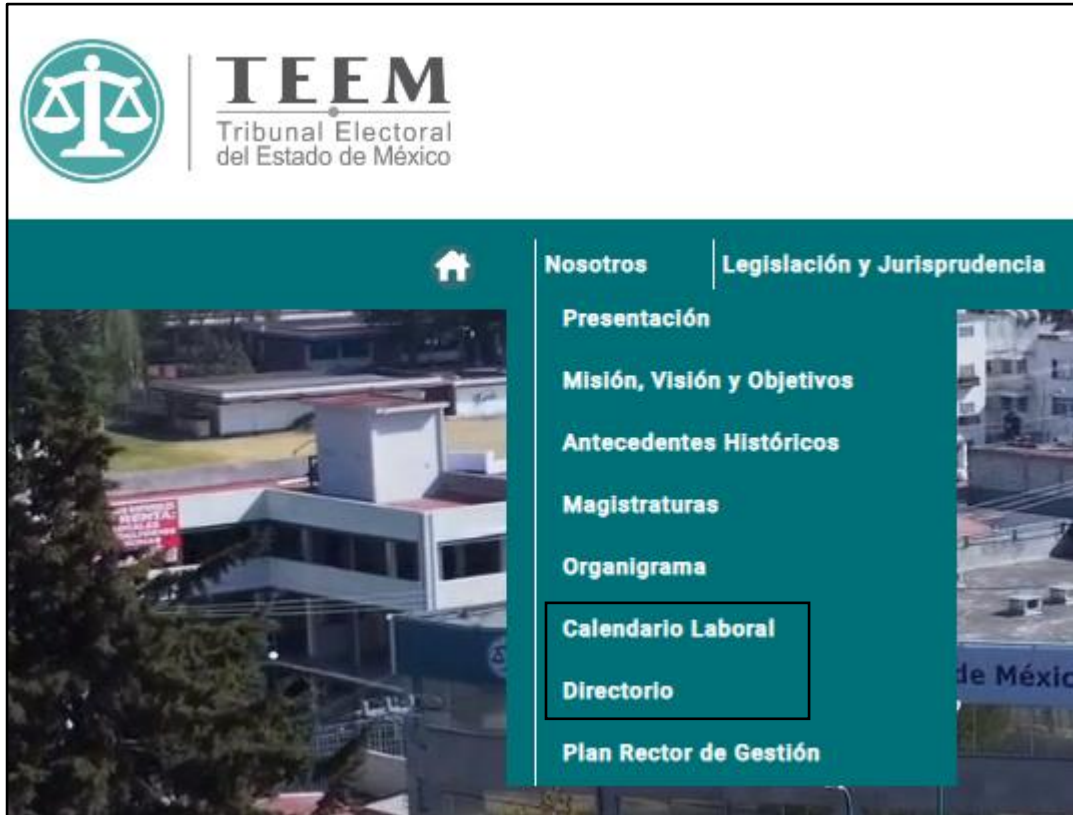 TEEM
Tribunal Electoral
del Estado de México
Nosotros
Legislación y Jurisprudencia
Presentación
Misión, Visión y Objetivos
Antecedentes Históricos
Magistraturas
Organigrama
Calendario Laboral
Directorio
Plan Rector de Gestión
RENTA
de Méxic